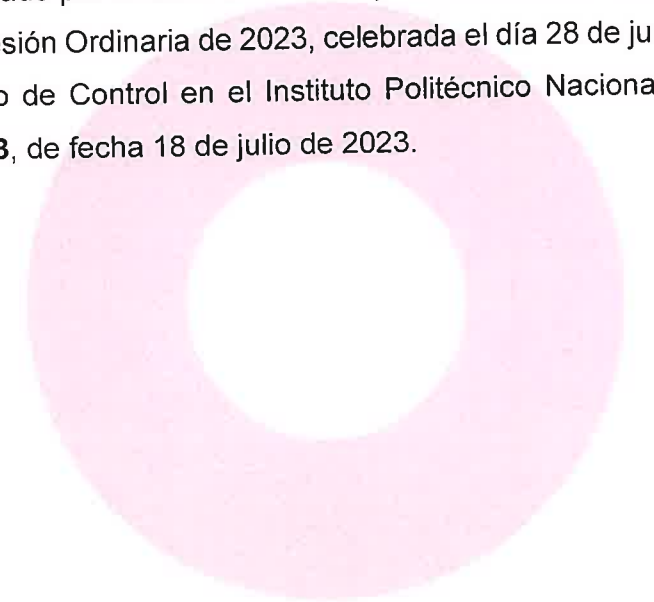 sión Ordinaria de 2023, celebrada el día 28 de ju
o de Control en el Instituto Politécnico Naciona
3, de fecha 18 de julio de 2023.